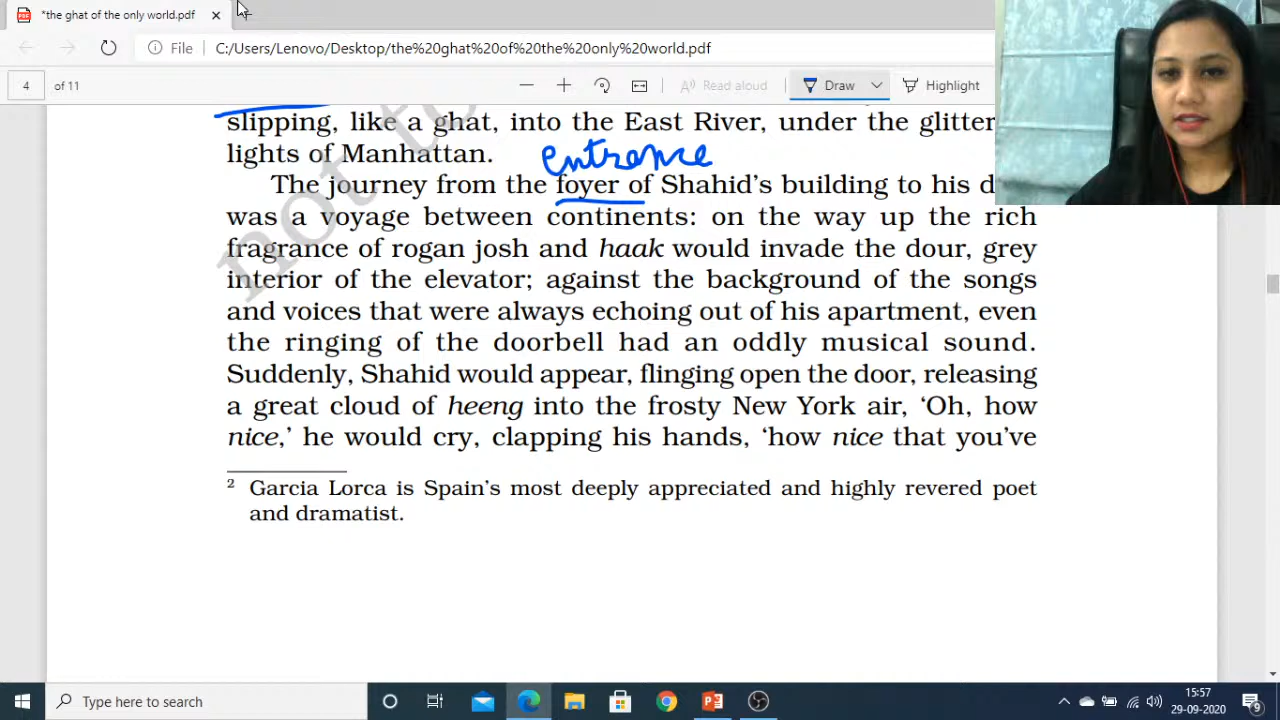 *the ghat of the only world.pdf
File C:/Users/Lenovo/Desktop/the%20ghat%20of%20the%20only%20world.pdf
4 of 11 Read aloud Draw Highlight
slipping, like a ghat, into the East River, under the glitter
lights of Manhattan.
entrance
The journey from the foyer of Shahid's building to his
was a voyage between continents: on the way up the rich
fragrance of rogan josh and haak would invade the dour, grey
interior of the elevator; against the background of the songs
and voices that were always echoing out of his apartment, even
the ringing of the doorbell had an oddly musical sound.
Suddenly, Shahid would appear, flinging open the door, releasing
a great cloud of heeng into the frosty New York air, 'Oh, how
nice,' he would cry, clapping his hands, 'how nice that you've
2 Garcia Lorca is Spain's most deeply appreciated and highly revered poet
and dramatist.
not t
Type here to search
15:57
29-09-2020
9